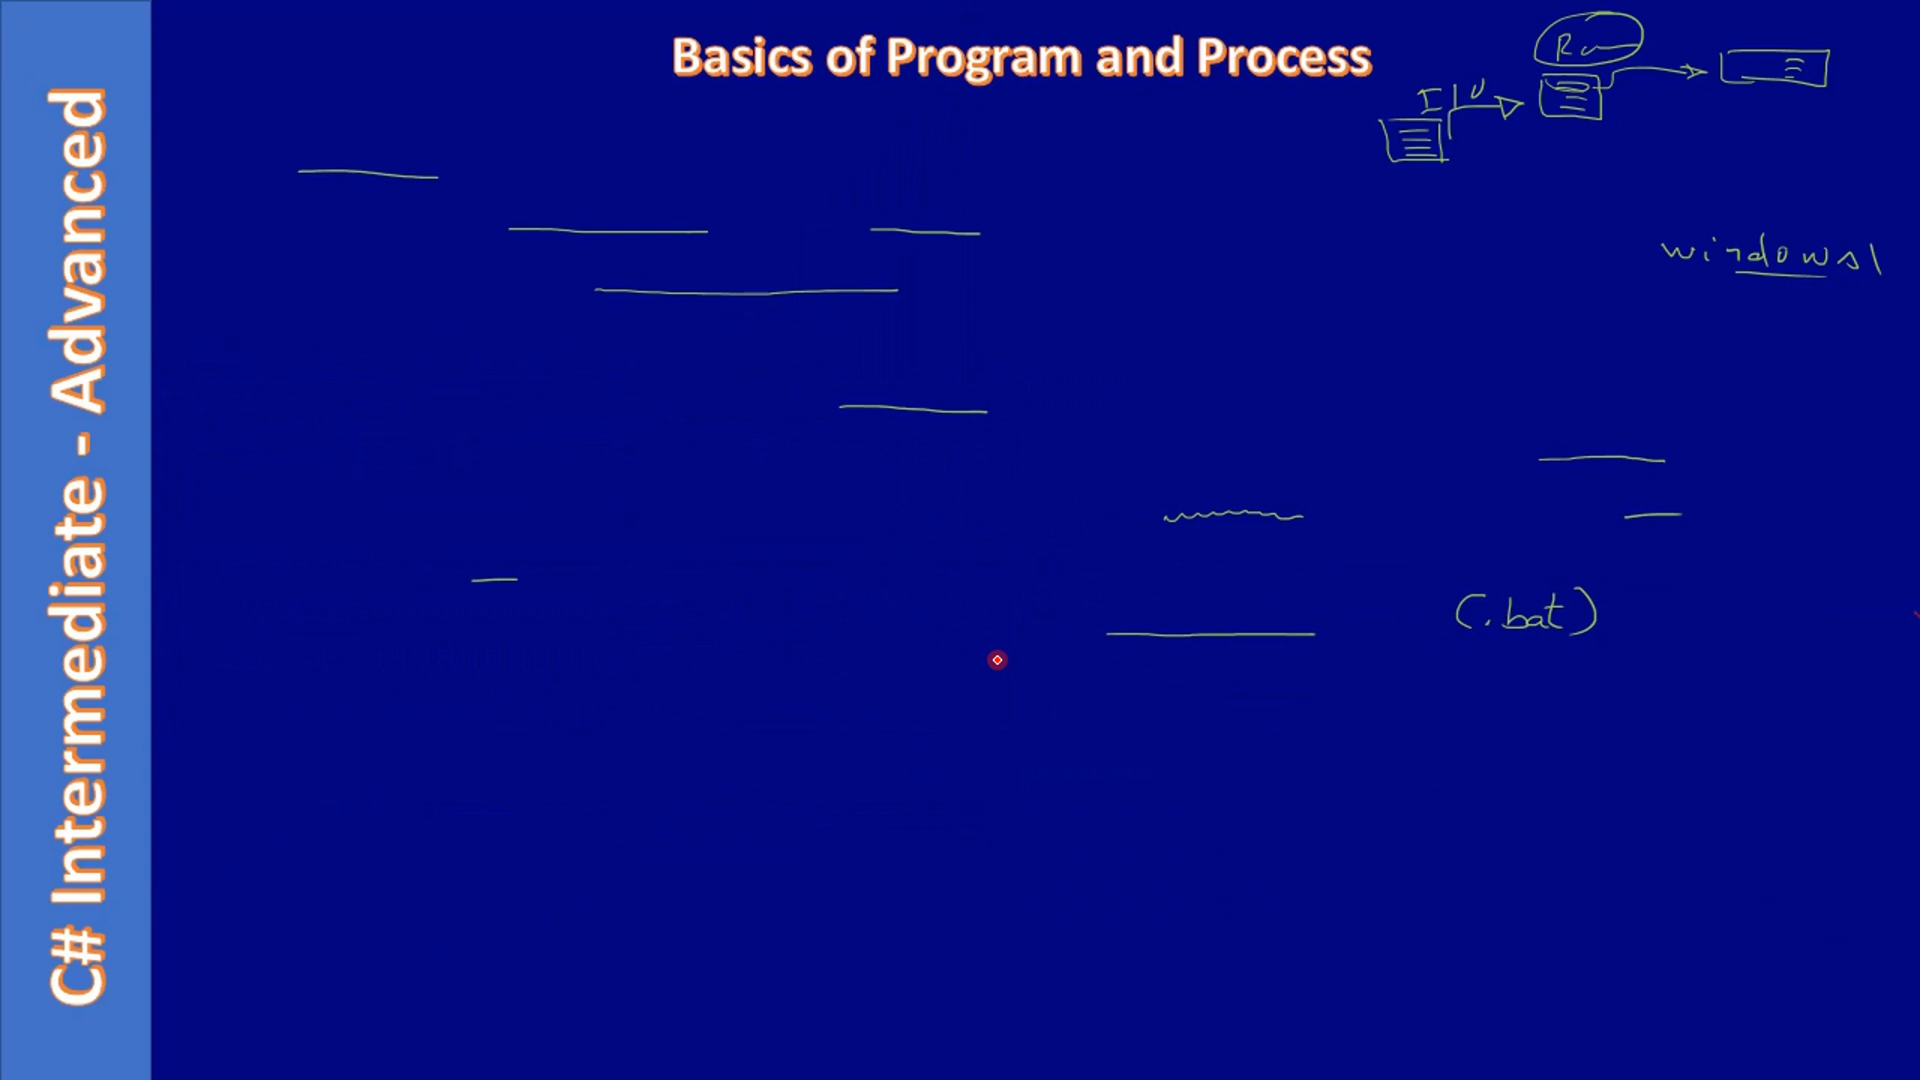 C# Intermediate - Advanced
Basics of Program and Process
windows
(.bat)